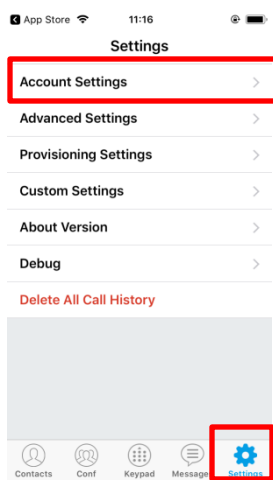 App Store 11:16
Settings
Account Settings
Advanced Settings
Provisioning Settings
Custom Settings
About Version
Debug
Delete All Call History
Contacts Conf Keypad Message Settings